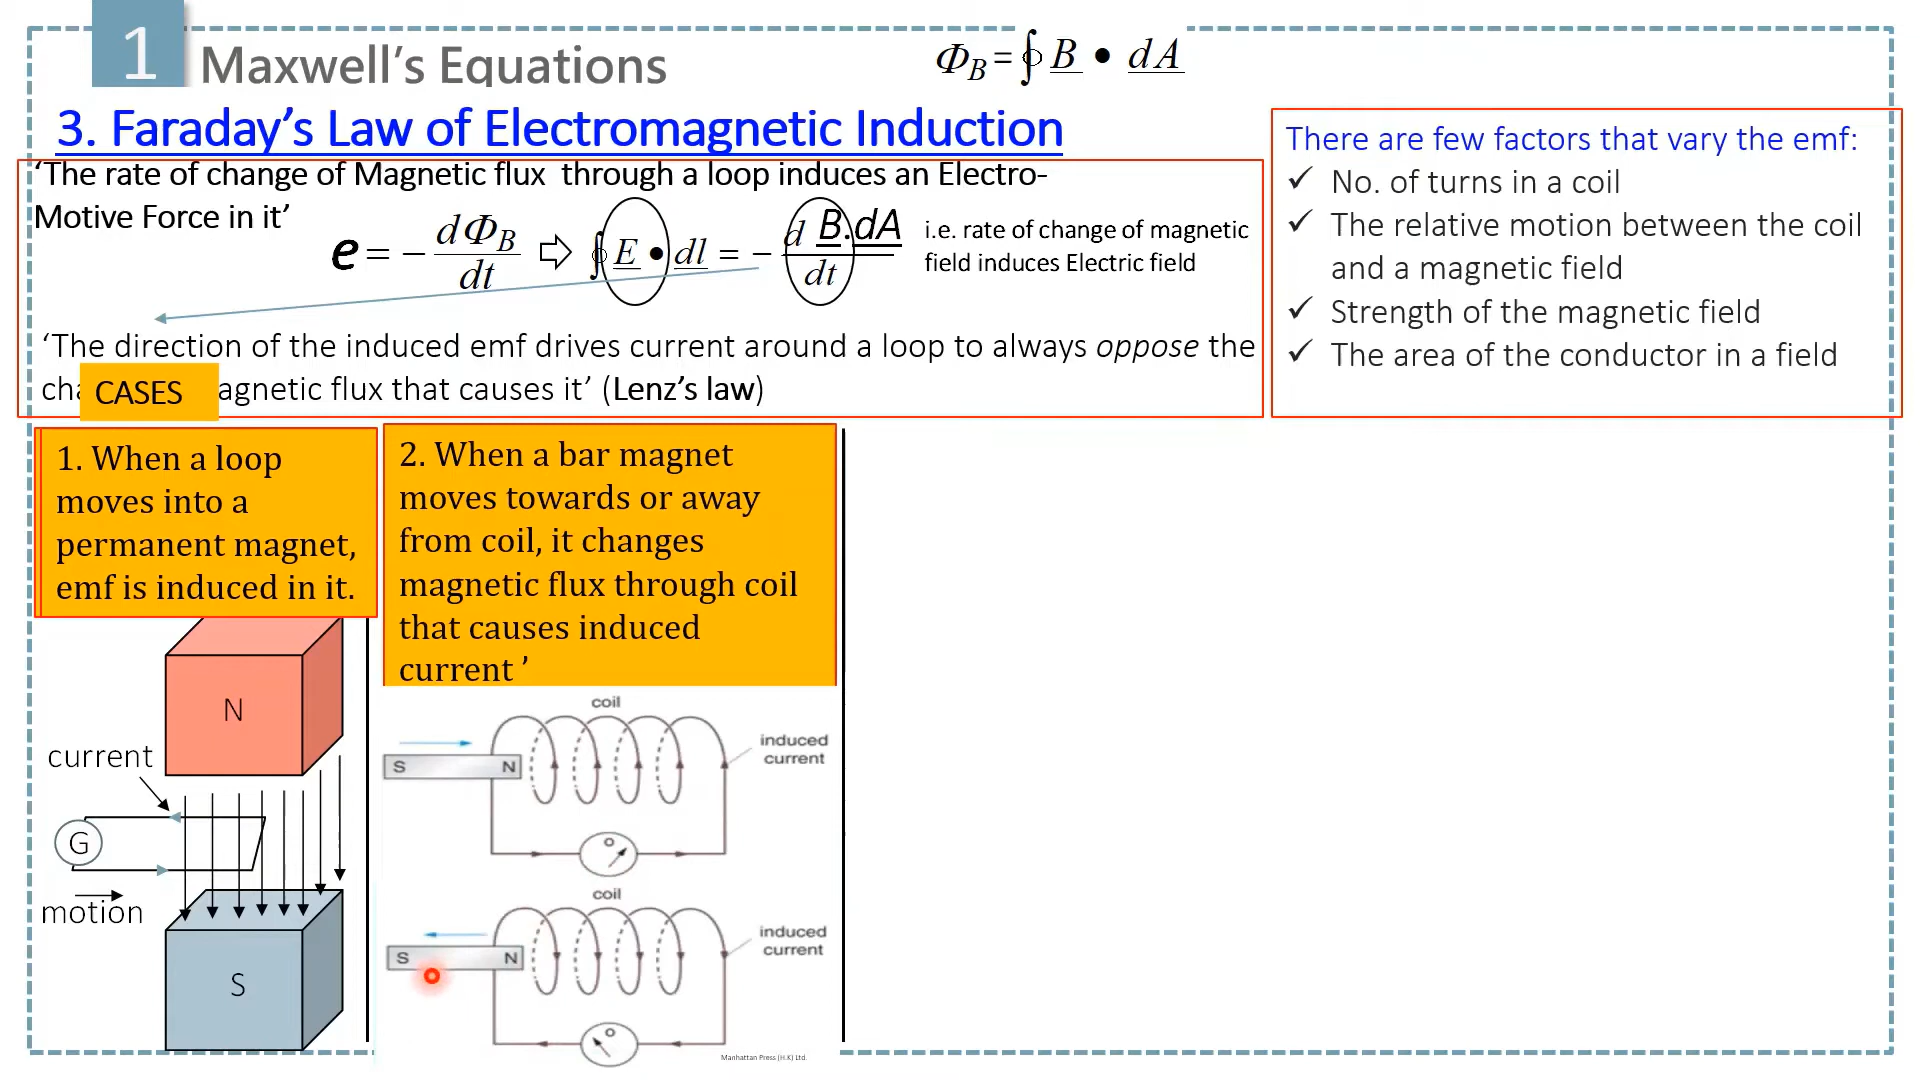 1
Maxwell's Equations
Φ_B = ∮ B • dA
3. Faraday's Law of Electromagnetic Induction
'The rate of change of Magnetic flux through a loop induces an Electro-
Motive Force in it'
e = − dΦ_B/dt ⇨ ∮ E • dl = − d B.dA/dt
i.e. rate of change of magnetic
field induces Electric field
'The direction of the induced emf drives current around a loop to always oppose the
cha
agnetic flux that causes it' (Lenz's law)
There are few factors that vary the emf:
✓ No. of turns in a coil
✓ The relative motion between the coil
and a magnetic field
✓ Strength of the magnetic field
✓ The area of the conductor in a field
CASES
1. When a loop
moves into a
permanent magnet,
emf is induced in it.
N
current
G
motion
S
2. When a bar magnet
moves towards or away
from coil, it changes
magnetic flux through coil
that causes induced
current ’
coil
induced
current
S N
O
coil
induced
current
S N
O
Manhattan Press (H.K) Ltd.